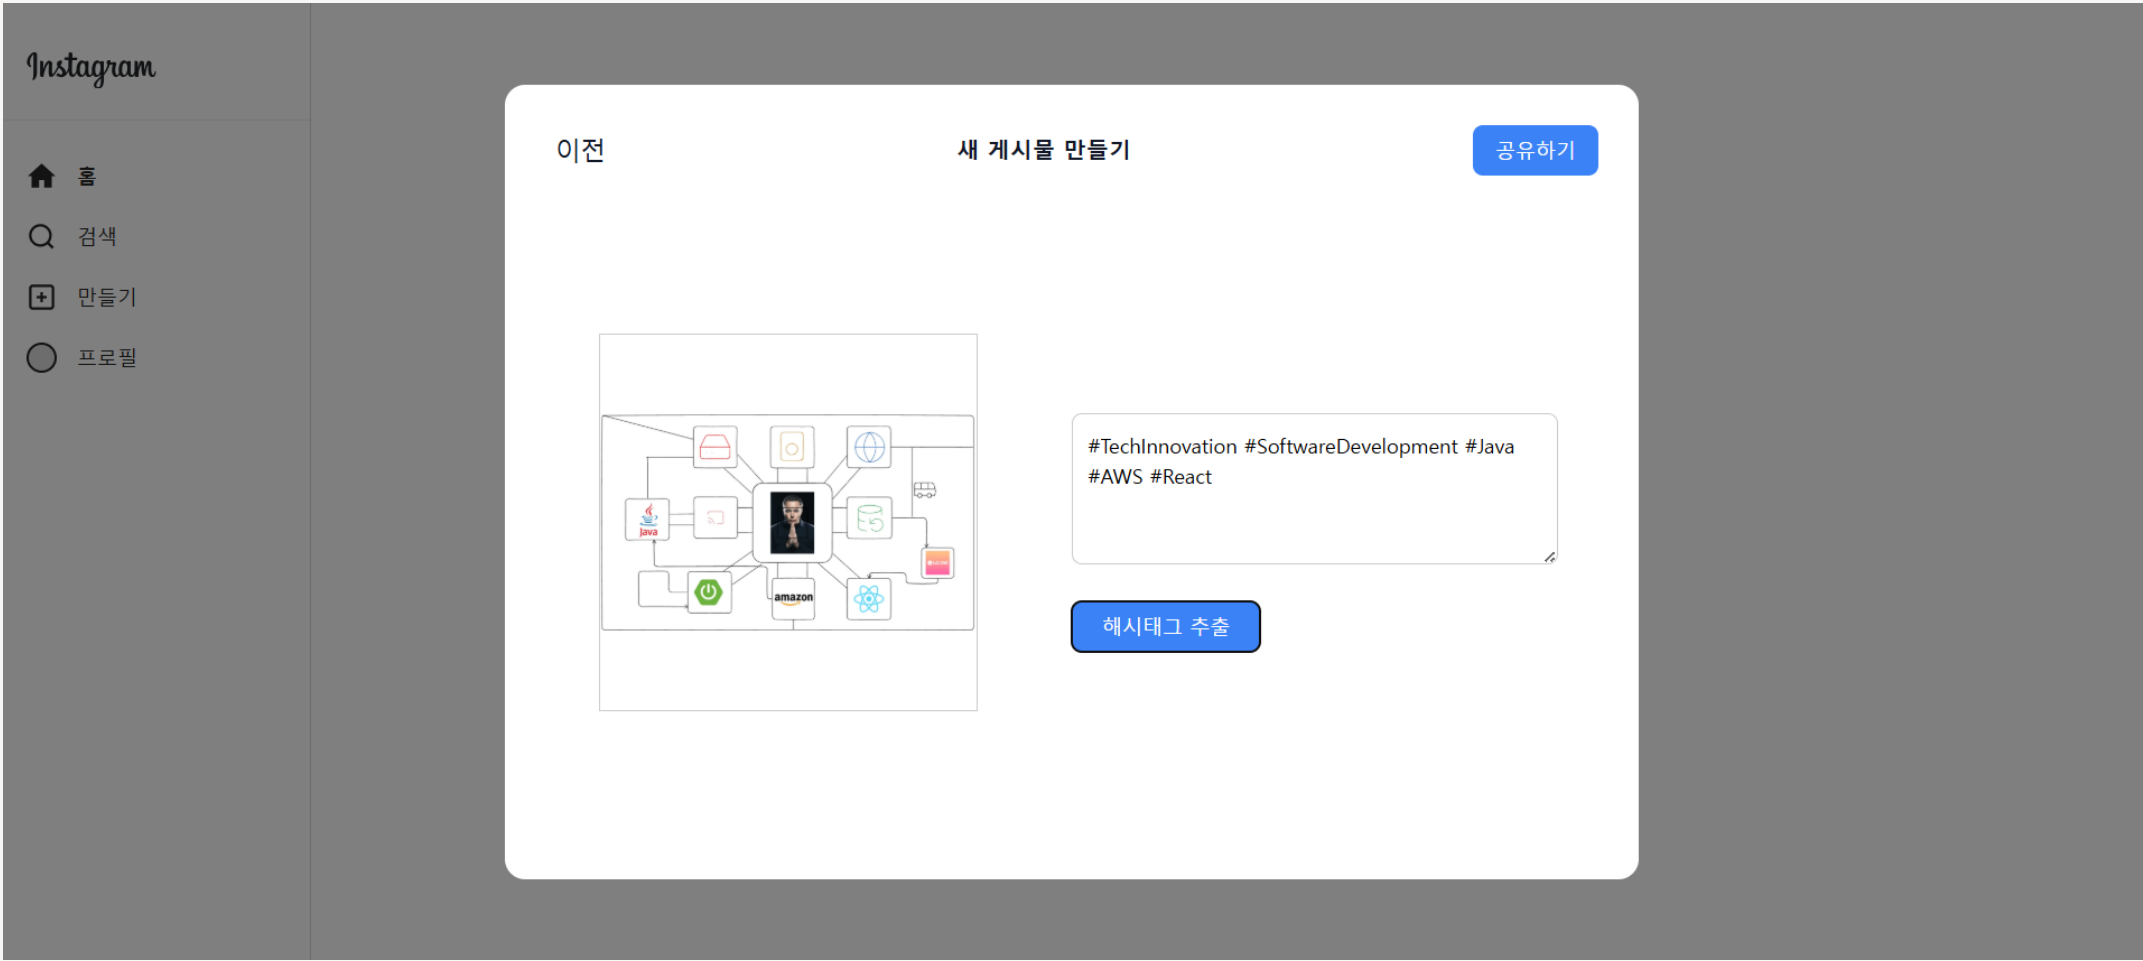 Instagram
홈
검색
만들기
프로필
이전
새 게시물 만들기
공유하기
Java
amazon
#TechInnovation #SoftwareDevelopment #Java
#AWS #React
해시태그 추출